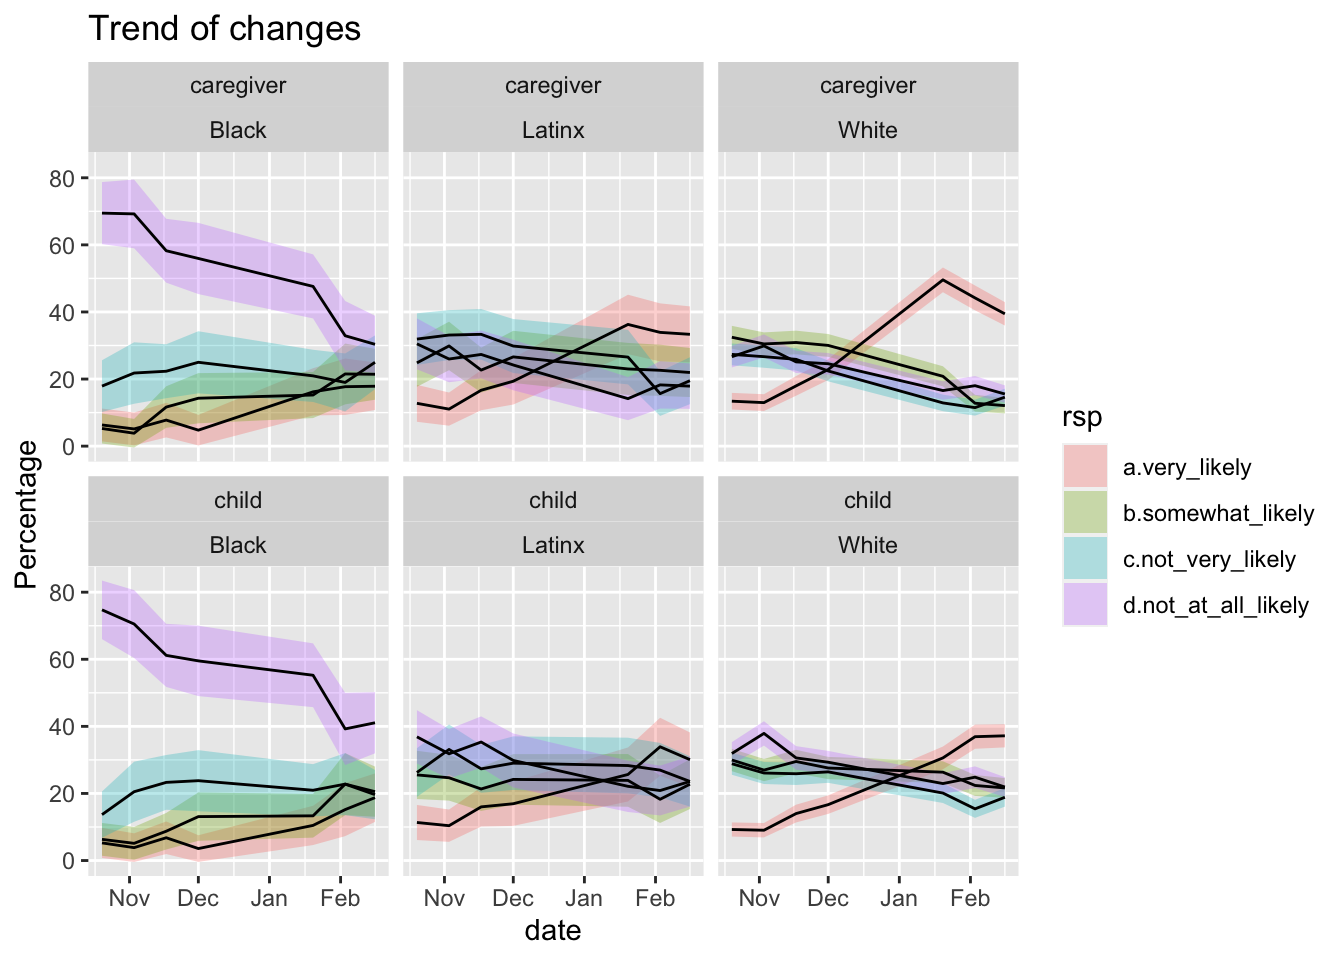 Trend of changes
caregiver
Black
caregiver
Latinx
caregiver
White
80
60
40
20
0
child
Black
child
Latinx
child
White
80
60
40
20
0
Nov Dec Jan Feb
Nov Dec Jan Feb
Nov Dec Jan Feb
date
Percentage
rsp
a.very_likely
b.somewhat_likely
c.not_very_likely
d.not_at_all_likely